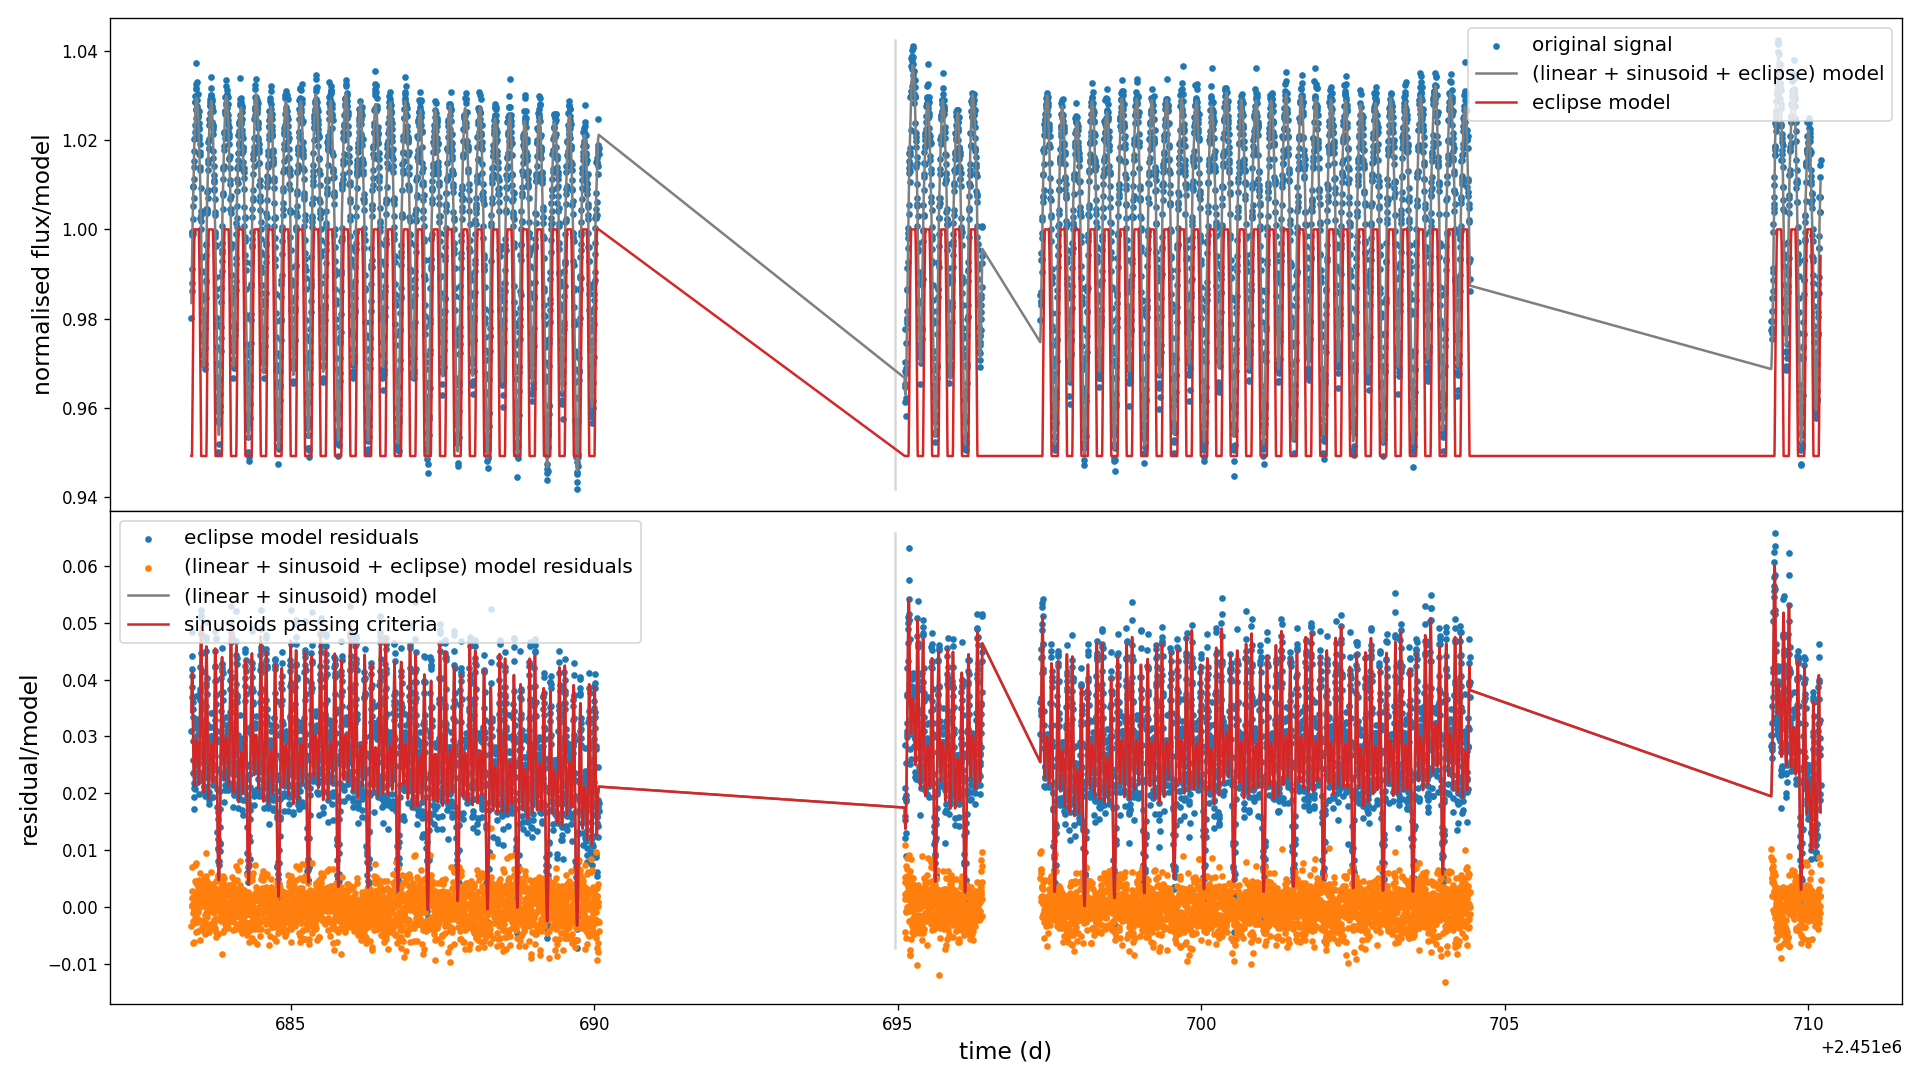 1.04
1.02
1.00
0.98
0.96
0.94
normalised flux/model
original signal
(linear + sinusoid + eclipse) model
eclipse model
0.06
0.05
0.04
0.03
0.02
0.01
0.00
−0.01
residual/model
eclipse model residuals
(linear + sinusoid + eclipse) model residuals
(linear + sinusoid) model
sinusoids passing criteria
685
690
695
700
705
710
time (d)
+2.451e6